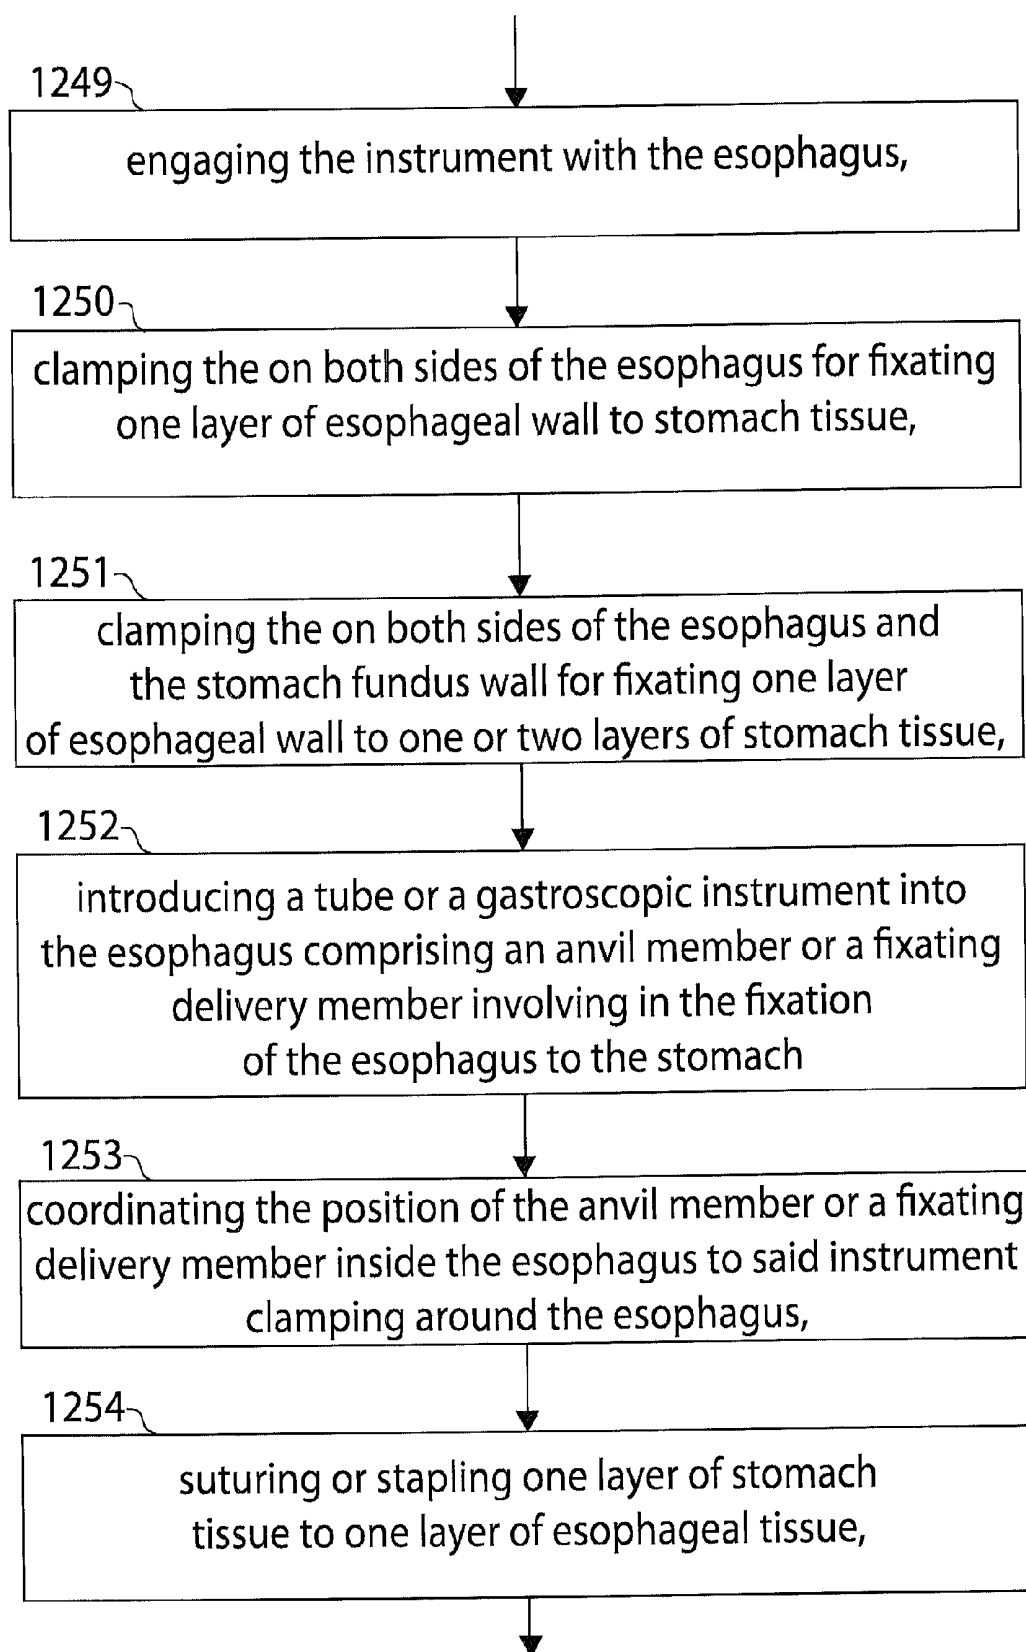 1249
engaging the instrument with the esophagus,
1250
clamping the on both sides of the esophagus for fixating
one layer of esophageal wall to stomach tissue,
1251
clamping the on both sides of the esophagus and
the stomach fundus wall for fixating one layer
of esophageal wall to one or two layers of stomach tissue,
1252
introducing a tube or a gastroscopic instrument into
the esophagus comprising an anvil member or a fixating
delivery member involving in the fixation
of the esophagus to the stomach
1253
coordinating the position of the anvil member or a fixating
delivery member inside the esophagus to said instrument
clamping around the esophagus,
1254
suturing or stapling one layer of stomach
tissue to one layer of esophageal tissue,